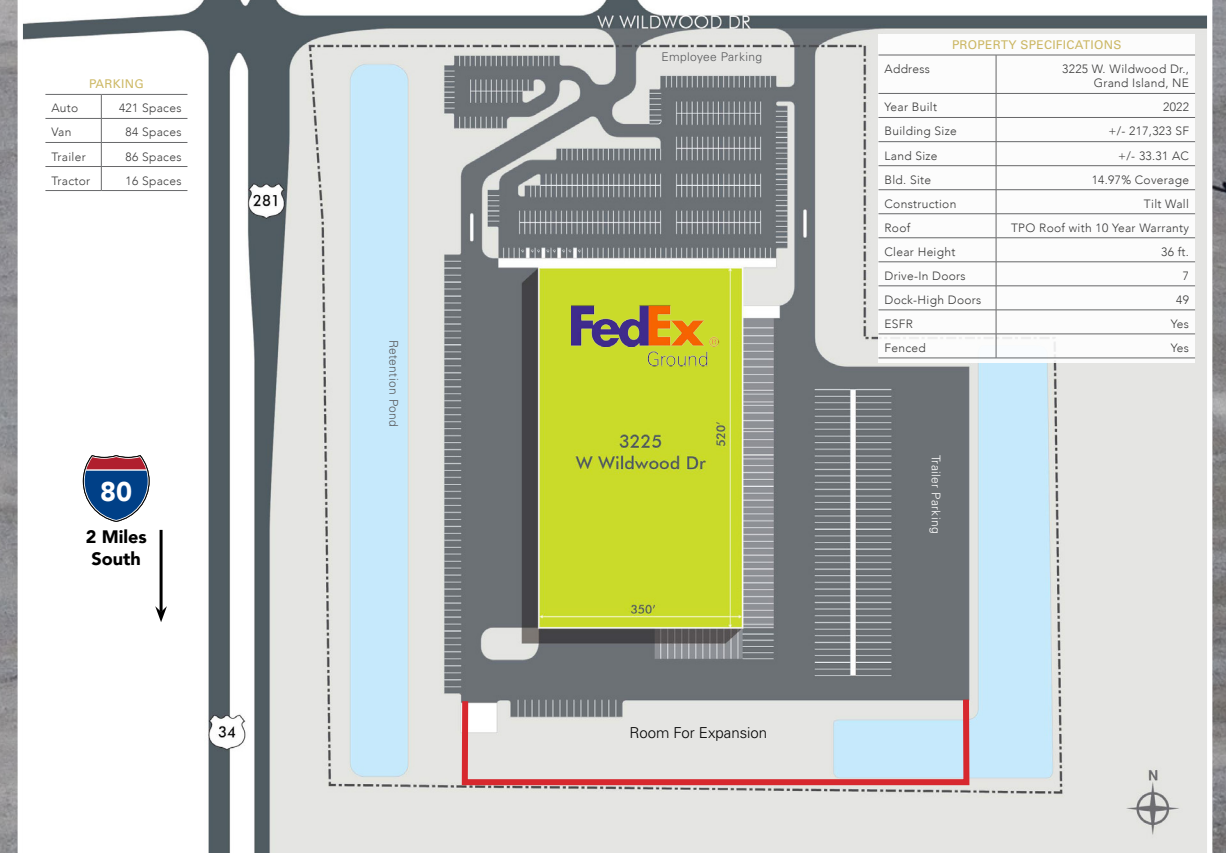 W WILDWOOD DR
PARKING
Auto 421 Spaces
Van 84 Spaces
Trailer 86 Spaces
Tractor 16 Spaces
281
Employee Parking
PROPERTY SPECIFICATIONS
Address 3225 W. Wildwood Dr.,
Grand Island, NE
Year Built 2022
Building Size +/- 217,323 SF
Land Size +/- 33.31 AC
Bld. Site 14.97% Coverage
Construction Tilt Wall
Roof TPO Roof with 10 Year Warranty
Clear Height 36 ft.
Drive-In Doors 7
Dock-High Doors 49
ESFR Yes
Fenced Yes
Retention Pond
FedEx®
Ground
3225
W Wildwood Dr
520'
350'
Trailer Parking
80
2 Miles
South
34
Room For Expansion
N